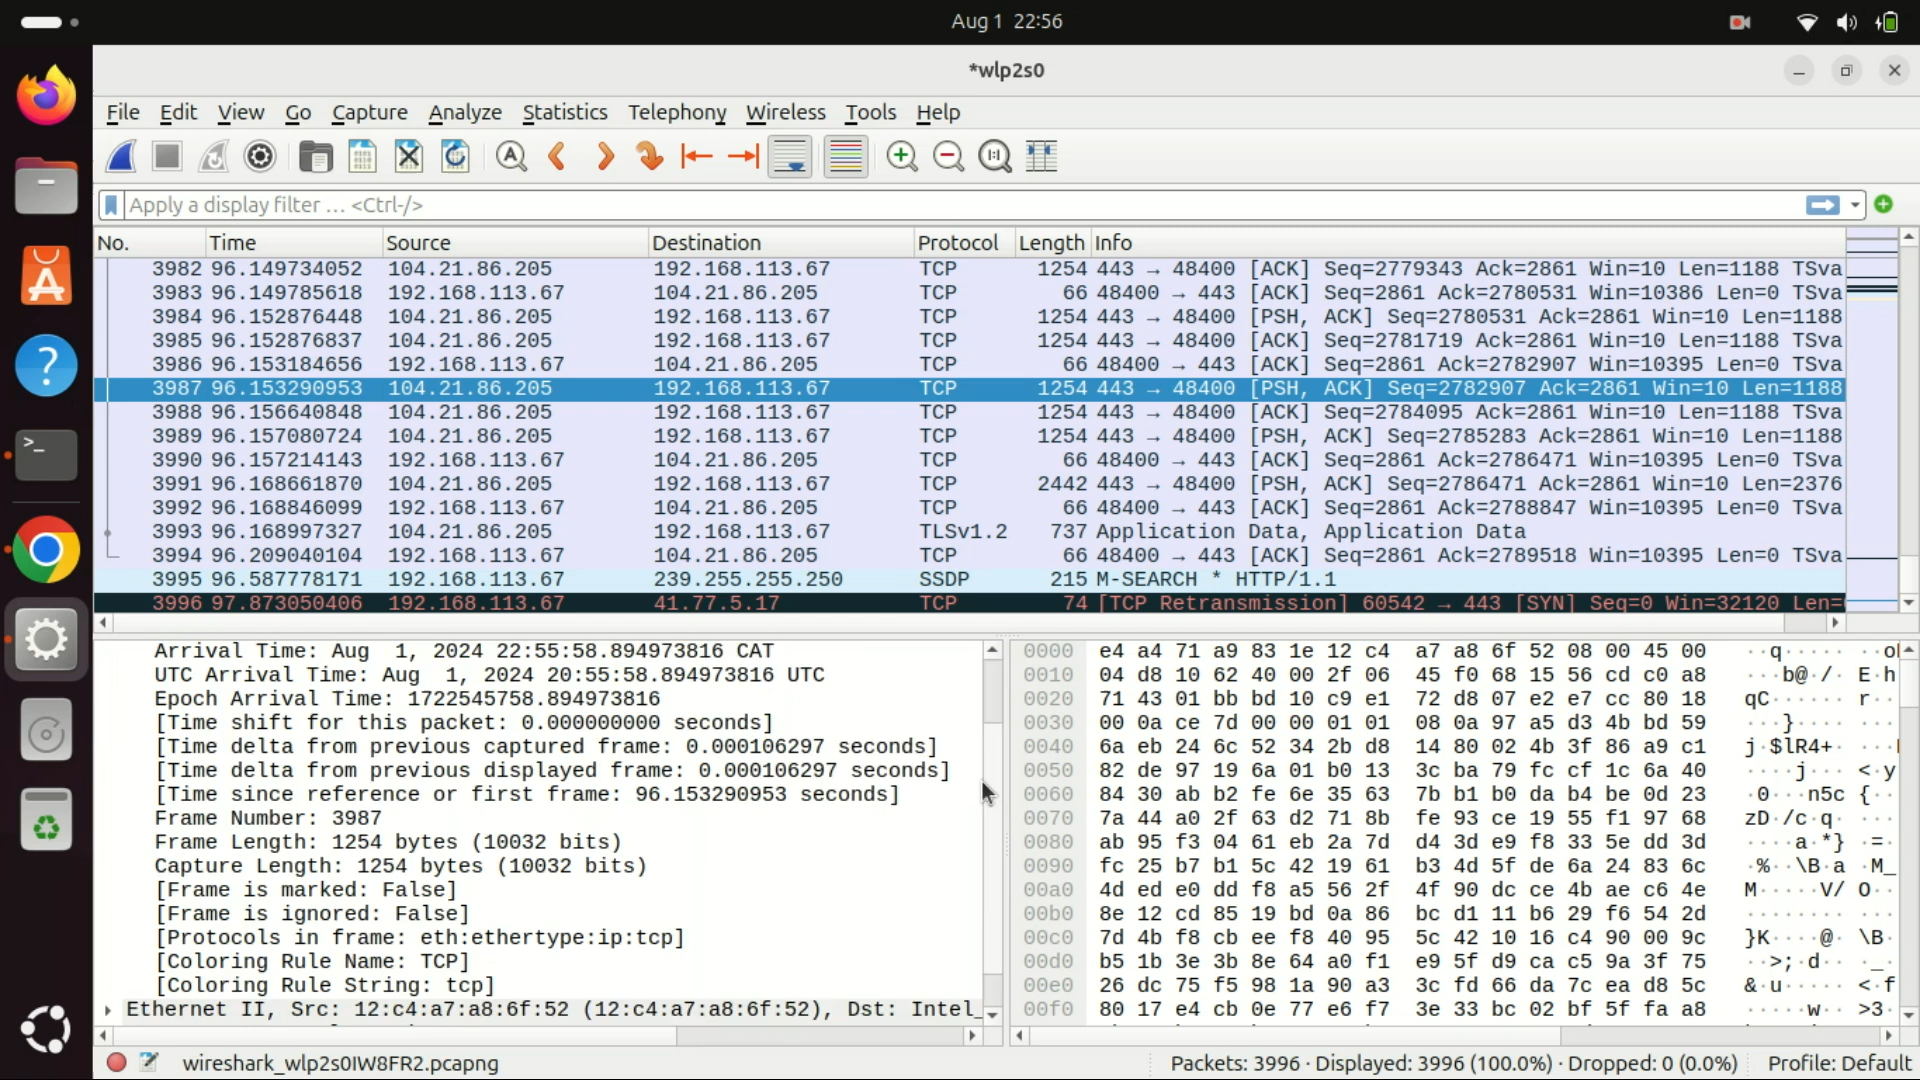 Aug 1 22:56
*wlp2s0
File Edit View Go Capture Analyze Statistics Telephony Wireless Tools Help
Apply a display filter … <Ctrl-/>
No. Time Source Destination Protocol Length Info
3982 96.149734052 104.21.86.205 192.168.113.67 TCP 1254 443 → 48400 [ACK] Seq=2779343 Ack=2861 Win=10 Len=1188 TSva
3983 96.149785618 192.168.113.67 104.21.86.205 TCP 66 48400 → 443 [ACK] Seq=2861 Ack=2780531 Win=10386 Len=0 TSva
3984 96.152876448 104.21.86.205 192.168.113.67 TCP 1254 443 → 48400 [PSH, ACK] Seq=2780531 Ack=2861 Win=10 Len=1188
3985 96.152876837 104.21.86.205 192.168.113.67 TCP 1254 443 → 48400 [ACK] Seq=2781719 Ack=2861 Win=10 Len=1188 TSva
3986 96.153184656 192.168.113.67 104.21.86.205 TCP 66 48400 → 443 [ACK] Seq=2861 Ack=2782907 Win=10395 Len=0 TSva
3987 96.153290953 104.21.86.205 192.168.113.67 TCP 1254 443 → 48400 [PSH, ACK] Seq=2782907 Ack=2861 Win=10 Len=1188
3988 96.156640848 104.21.86.205 192.168.113.67 TCP 1254 443 → 48400 [ACK] Seq=2784095 Ack=2861 Win=10 Len=1188 TSva
3989 96.157080724 104.21.86.205 192.168.113.67 TCP 1254 443 → 48400 [PSH, ACK] Seq=2785283 Ack=2861 Win=10 Len=1188
3990 96.157214143 192.168.113.67 104.21.86.205 TCP 66 48400 → 443 [ACK] Seq=2861 Ack=2786471 Win=10395 Len=0 TSva
3991 96.168661870 104.21.86.205 192.168.113.67 TCP 2442 443 → 48400 [PSH, ACK] Seq=2786471 Ack=2861 Win=10 Len=2376
3992 96.168846099 192.168.113.67 104.21.86.205 TCP 66 48400 → 443 [ACK] Seq=2861 Ack=2788847 Win=10395 Len=0 TSva
3993 96.168997327 104.21.86.205 192.168.113.67 TLSv1.2 737 Application Data, Application Data
3994 96.209040104 192.168.113.67 104.21.86.205 TCP 66 48400 → 443 [ACK] Seq=2861 Ack=2789518 Win=10395 Len=0 TSva
3995 96.587778171 192.168.113.67 239.255.255.250 SSDP 215 M-SEARCH * HTTP/1.1
3996 97.873050406 192.168.113.67 41.77.5.17 TCP 74 [TCP Retransmission] 60542 → 443 [SYN] Seq=0 Win=32120 Len=
Arrival Time: Aug  1, 2024 22:55:58.894973816 CAT
UTC Arrival Time: Aug  1, 2024 20:55:58.894973816 UTC
Epoch Arrival Time: 1722545758.894973816
[Time shift for this packet: 0.000000000 seconds]
[Time delta from previous captured frame: 0.000106297 seconds]
[Time delta from previous displayed frame: 0.000106297 seconds]
[Time since reference or first frame: 96.153290953 seconds]
Frame Number: 3987
Frame Length: 1254 bytes (10032 bits)
Capture Length: 1254 bytes (10032 bits)
[Frame is marked: False]
[Frame is ignored: False]
[Protocols in frame: eth:ethertype:ip:tcp]
[Coloring Rule Name: TCP]
[Coloring Rule String: tcp]
Ethernet II, Src: 12:c4:a7:a8:6f:52 (12:c4:a7:a8:6f:52), Dst: Intel_
0000 e4 a4 71 a9 83 1e 12 c4 a7 a8 6f 52 08 00 45 00 ··q····· ··o
0010 04 d8 10 62 40 00 2f 06 45 f0 68 15 56 cd c0 a8 ···b@·/· E·h
0020 71 43 01 bb bd 10 c9 e1 72 d8 07 e2 e7 cc 80 18 qC······ r··
0030 00 0a ce 7d 00 00 01 01 08 0a 97 a5 d3 4b bd 59 ···}···· ···
0040 6a eb 24 6c 52 34 2b d8 14 80 02 4b 3f 86 a9 c1 j·$lR4+· ···
0050 82 de 97 19 6a 01 b0 13 3c ba 79 fc cf 1c 6a 40 ····j··· <·y
0060 84 30 ab b2 fe 6e 35 63 7b b1 b0 da b4 be 0d 23 ·0···n5c {··
0070 7a 44 a0 2f 63 d2 71 8b fe 93 ce 19 55 f1 97 68 zD·/c·q· ···
0080 ab 95 f3 04 61 eb 2a 7d d4 3d e9 f8 33 5e dd 3d ····a·*} ·=·
0090 fc 25 b7 b1 5c 42 19 61 b3 4d 5f de 6a 24 83 6c ·%··\B·a ·M_
00a0 4d ed e0 dd f8 a5 56 2f 4f 90 dc ce 4b ae c6 4e M·····V/ O··
00b0 8e 12 cd 85 19 bd 0a 86 bc d1 11 b6 29 f6 54 2d ········ ···
00c0 7d 4b f8 cb ee f8 40 95 5c 42 10 16 c4 90 00 9c }K····@· \B·
00d0 b5 1b 3e 3b 8e 64 a0 f1 e9 5f d9 ca c5 9a 3f 75 ··>;·d·· ·_·
00e0 26 dc 75 f5 98 1a 90 a3 3c fd 66 da 7c ea d8 5c &·u····· <·f
00f0 80 17 e4 cb 0e 77 e6 f7 3e 33 bc 02 bf 5f fa a8 ·····w·· >3·
wireshark_wlp2s0IW8FR2.pcapng
Packets: 3996 · Displayed: 3996 (100.0%) · Dropped: 0 (0.0%)
Profile: Default